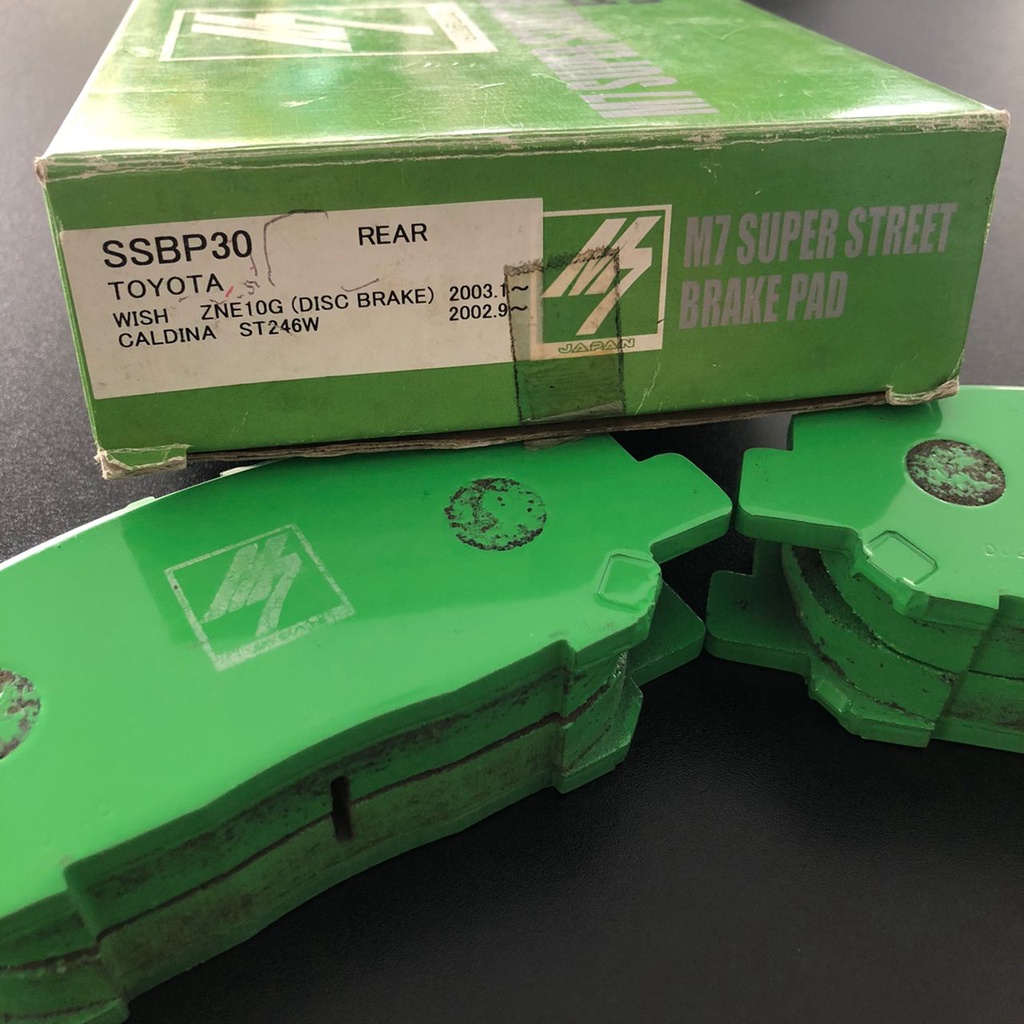 SSBP30 REAR
TOYOTA
WISH ZNE10G (DISC BRAKE) 2003.1~
CALDINA ST246W 2002.9~
JAPAN
M7 SUPER STREET
BRAKE PAD